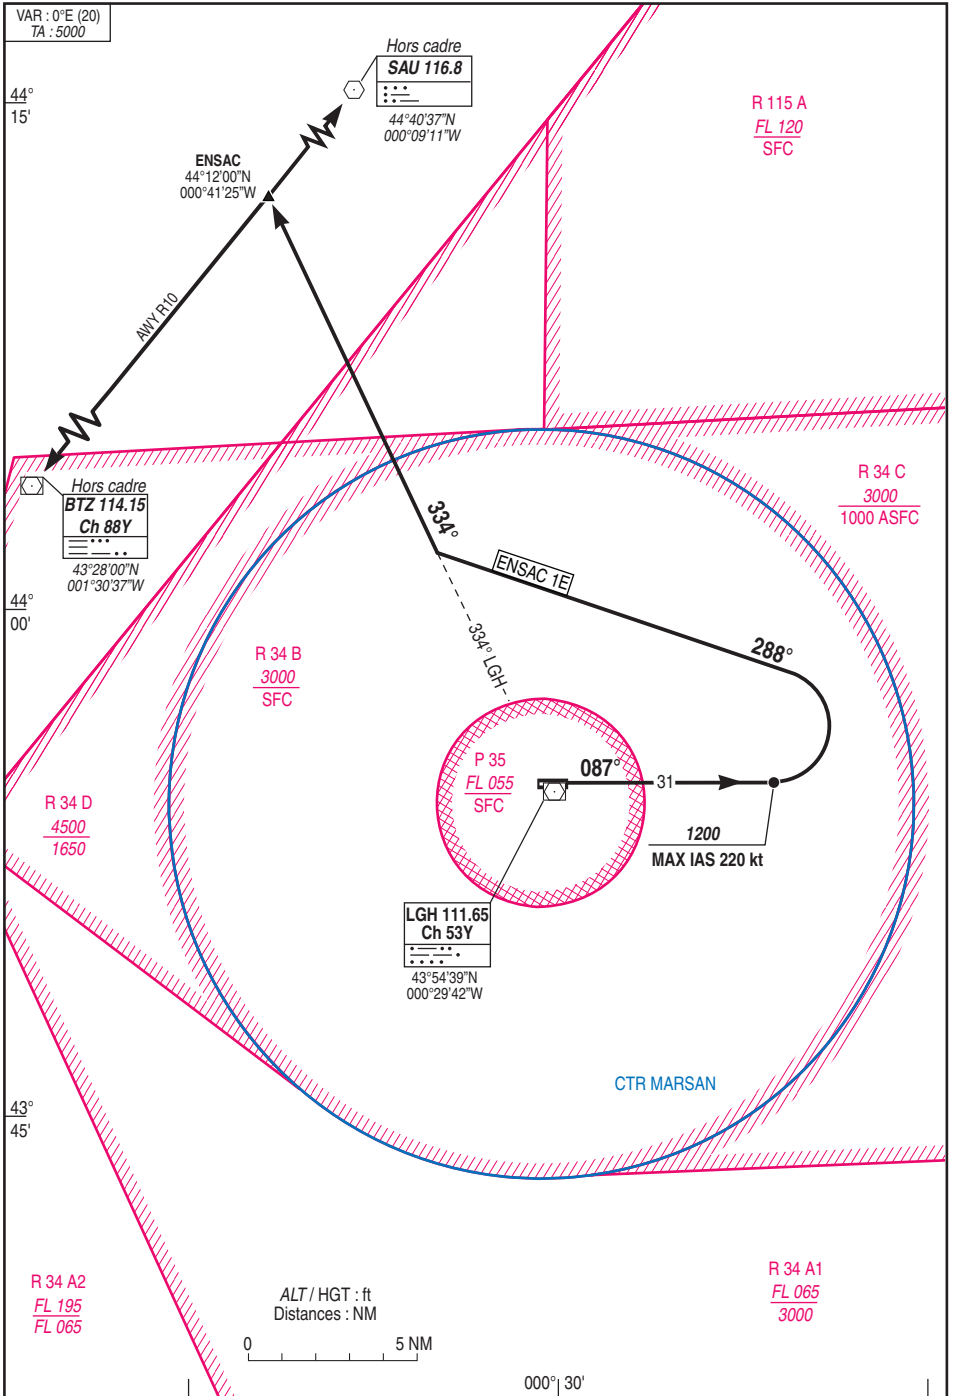 VAR : 0°E (20)
TA : 5000
Hors cadre
SAU 116.8
44°40'37"N
000°09'11"W
44°
15'
R 115 A
FL 120
SFC
ENSAC
44°12'00"N
000°41'25"W
AWY R10
Hors cadre
BTZ 114.15
Ch 88Y
43°28'00"N
001°30'37"W
R 34 C
3000
1000 ASFC
334°
ENSAC 1E
44°
00'
334° LGH
288°
R 34 B
3000
SFC
P 35
FL 055
SFC
087°
31
R 34 D
4500
1650
1200
MAX IAS 220 kt
LGH 111.65
Ch 53Y
43°54'39"N
000°29'42"W
CTR MARSAN
43°
45'
R 34 A2
FL 195
FL 065
ALT / HGT : ft
Distances : NM
0 5 NM
R 34 A1
FL 065
3000
000° 30'